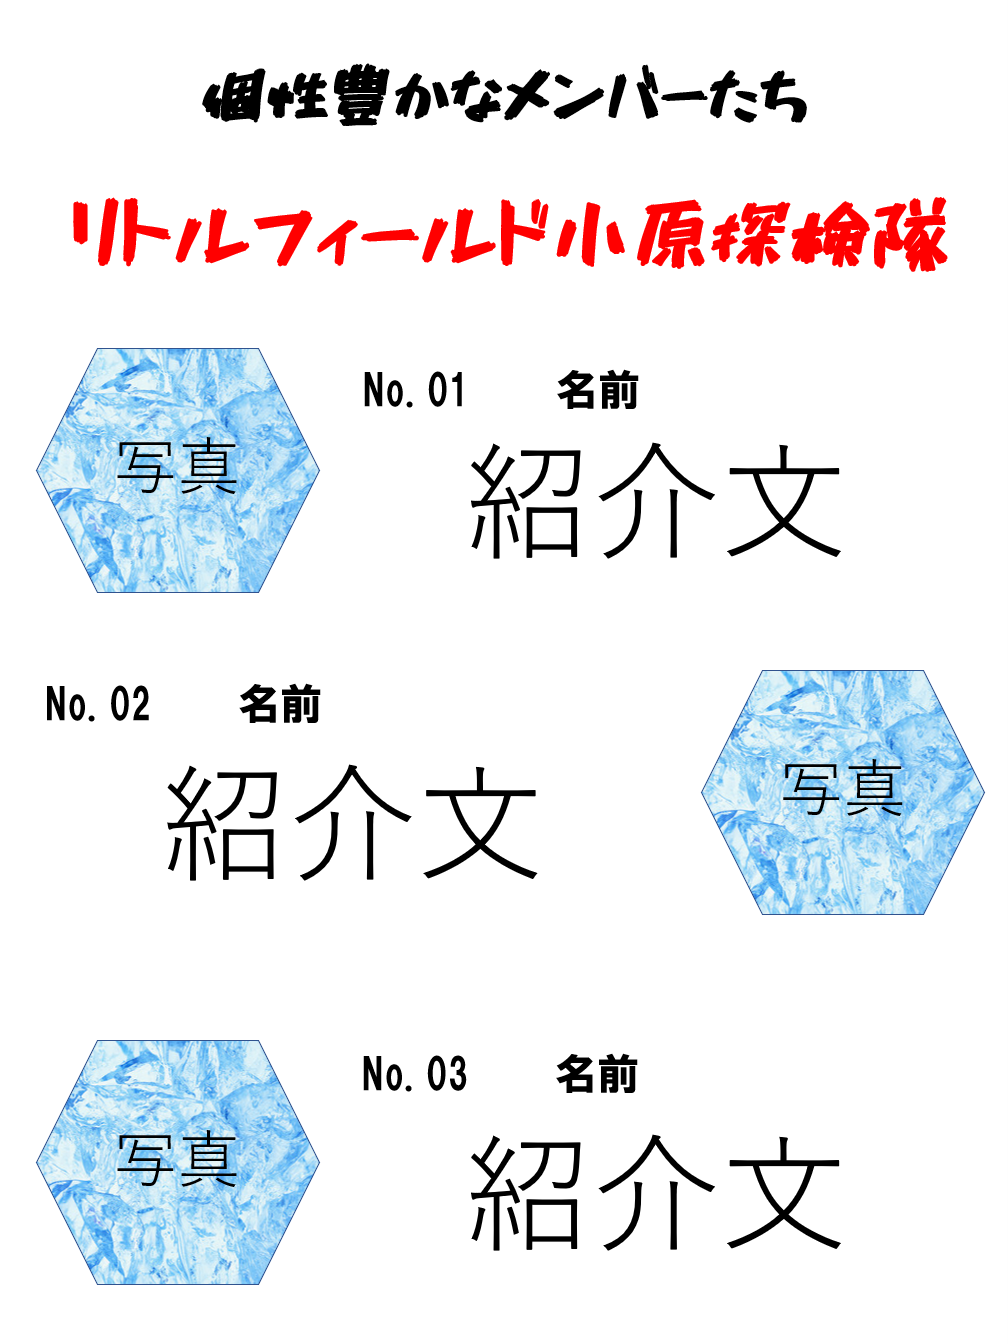 個性豊かなメンバーたち
リトルフィールド小原探検隊
No.01 名前
写真
紹介文
No.02 名前
紹介文
写真
No.03 名前
写真
紹介文